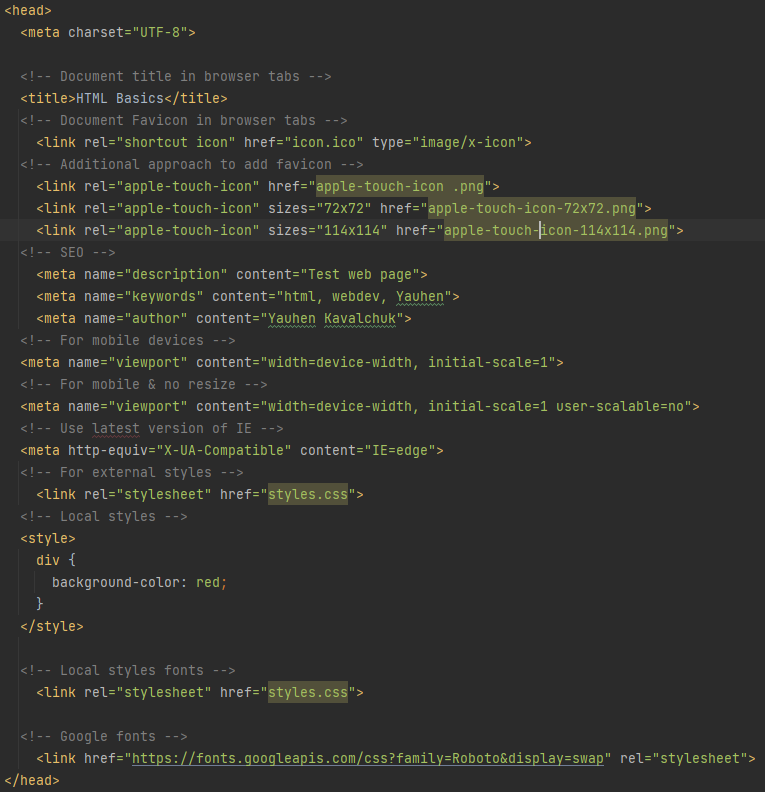 <head>
  <meta charset="UTF-8">

  <!-- Document title in browser tabs -->
  <title>HTML Basics</title>
  <!-- Document Favicon in browser tabs -->
    <link rel="shortcut icon" href="icon.ico" type="image/x-icon">
  <!-- Additional approach to add favicon -->
    <link rel="apple-touch-icon" href="apple-touch-icon .png">
    <link rel="apple-touch-icon" sizes="72x72" href="apple-touch-icon-72x72.png">
    <link rel="apple-touch-icon" sizes="114x114" href="apple-touch-icon-114x114.png">
  <!-- SEO -->
    <meta name="description" content="Test web page">
    <meta name="keywords" content="html, webdev, Yauhen">
    <meta name="author" content="Yauhen Kavalchuk">
  <!-- For mobile devices -->
  <meta name="viewport" content="width=device-width, initial-scale=1">
  <!-- For mobile & no resize -->
  <meta name="viewport" content="width=device-width, initial-scale=1 user-scalable=no">
  <!-- Use latest version of IE -->
  <meta http-equiv="X-UA-Compatible" content="IE=edge">
  <!-- For external styles -->
    <link rel="stylesheet" href="styles.css">
  <!-- Local styles -->
  <style>
    div {
      background-color: red;
    }
  </style>

  <!-- Local styles fonts -->
    <link rel="stylesheet" href="styles.css">

  <!-- Google fonts -->
    <link href="https://fonts.googleapis.com/css?family=Roboto&display=swap" rel="stylesheet">
</head>